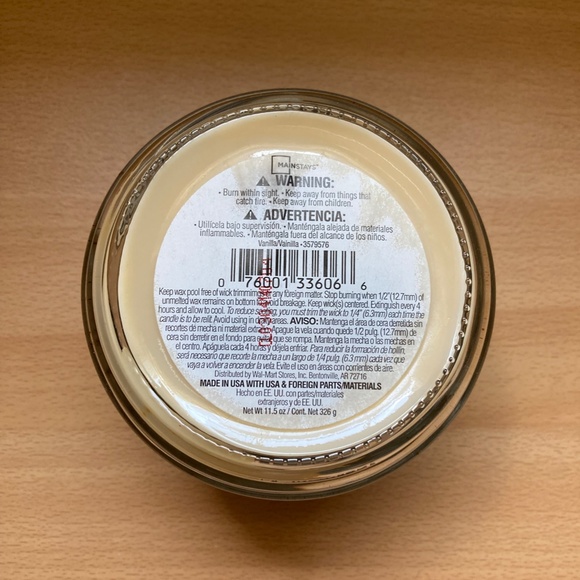 MAINSTAYS
WARNING:
• Burn within sight. • Keep away from things that
catch fire. • Keep away from children.
ADVERTENCIA:
• Utilícela bajo supervisión. • Manténgala alejada de materiales
inflamables. • Manténgala fuera del alcance de los niños.
Vanilla/Vainilla •3579576
0 76001 33606 6
Keep wax pool free of wick trimmings any foreign matter. Stop burning when 1/2"(12.7mm) of
unmelted wax remains on bottom avoid breakage. Keep wick(s) centered. Extinguish every 4
hours and allow to cool. To reduce you must trim the wick to 1/4" (6.3mm) each time the
candle is to be relit. Avoid using in areas. AVISO: Mantenga el área de cera derretida sin
recortes de mecha ni material Apague la vela cuando quede 1/2 pulg. (12.7mm) de
cera sin derretir en el fondo para que se rompa. Mantenga la mecha o las mechas en
el centro. Apáguela cada 4 horas y déjela enfriar. Para reducir la formación de hollín,
será necesario que recorte la mecha a un largo de 1/4 pulg. (6.3 mm) cada vez que
vaya a volver a encender la vela. Evite el uso en áreas con corrientes de aire.
Distributed by Wal-Mart Stores, Inc. Bentonville, AR 72716
MADE IN USA WITH USA & FOREIGN PARTS/MATERIALS
Hecho en EE. UU. con partes/materiales
extranjeros y de EE. UU.
Net Wt 11.5 oz / Cont. Net 326 g